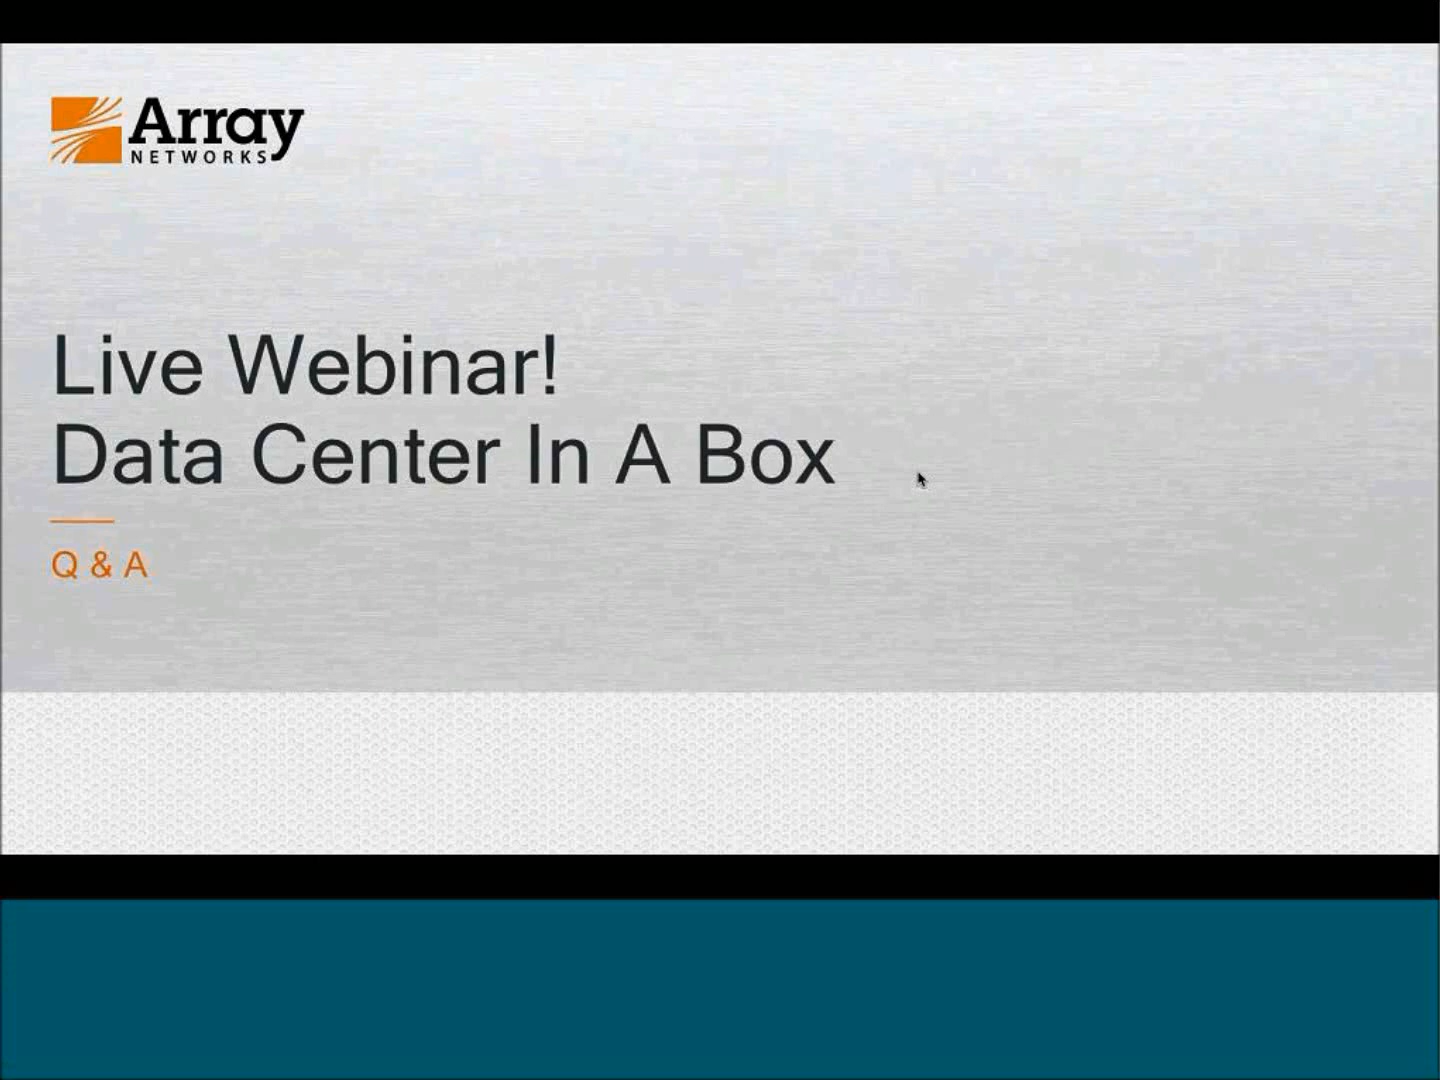 Array
NETWORKS
Live Webinar!
Data Center In A Box
Q & A